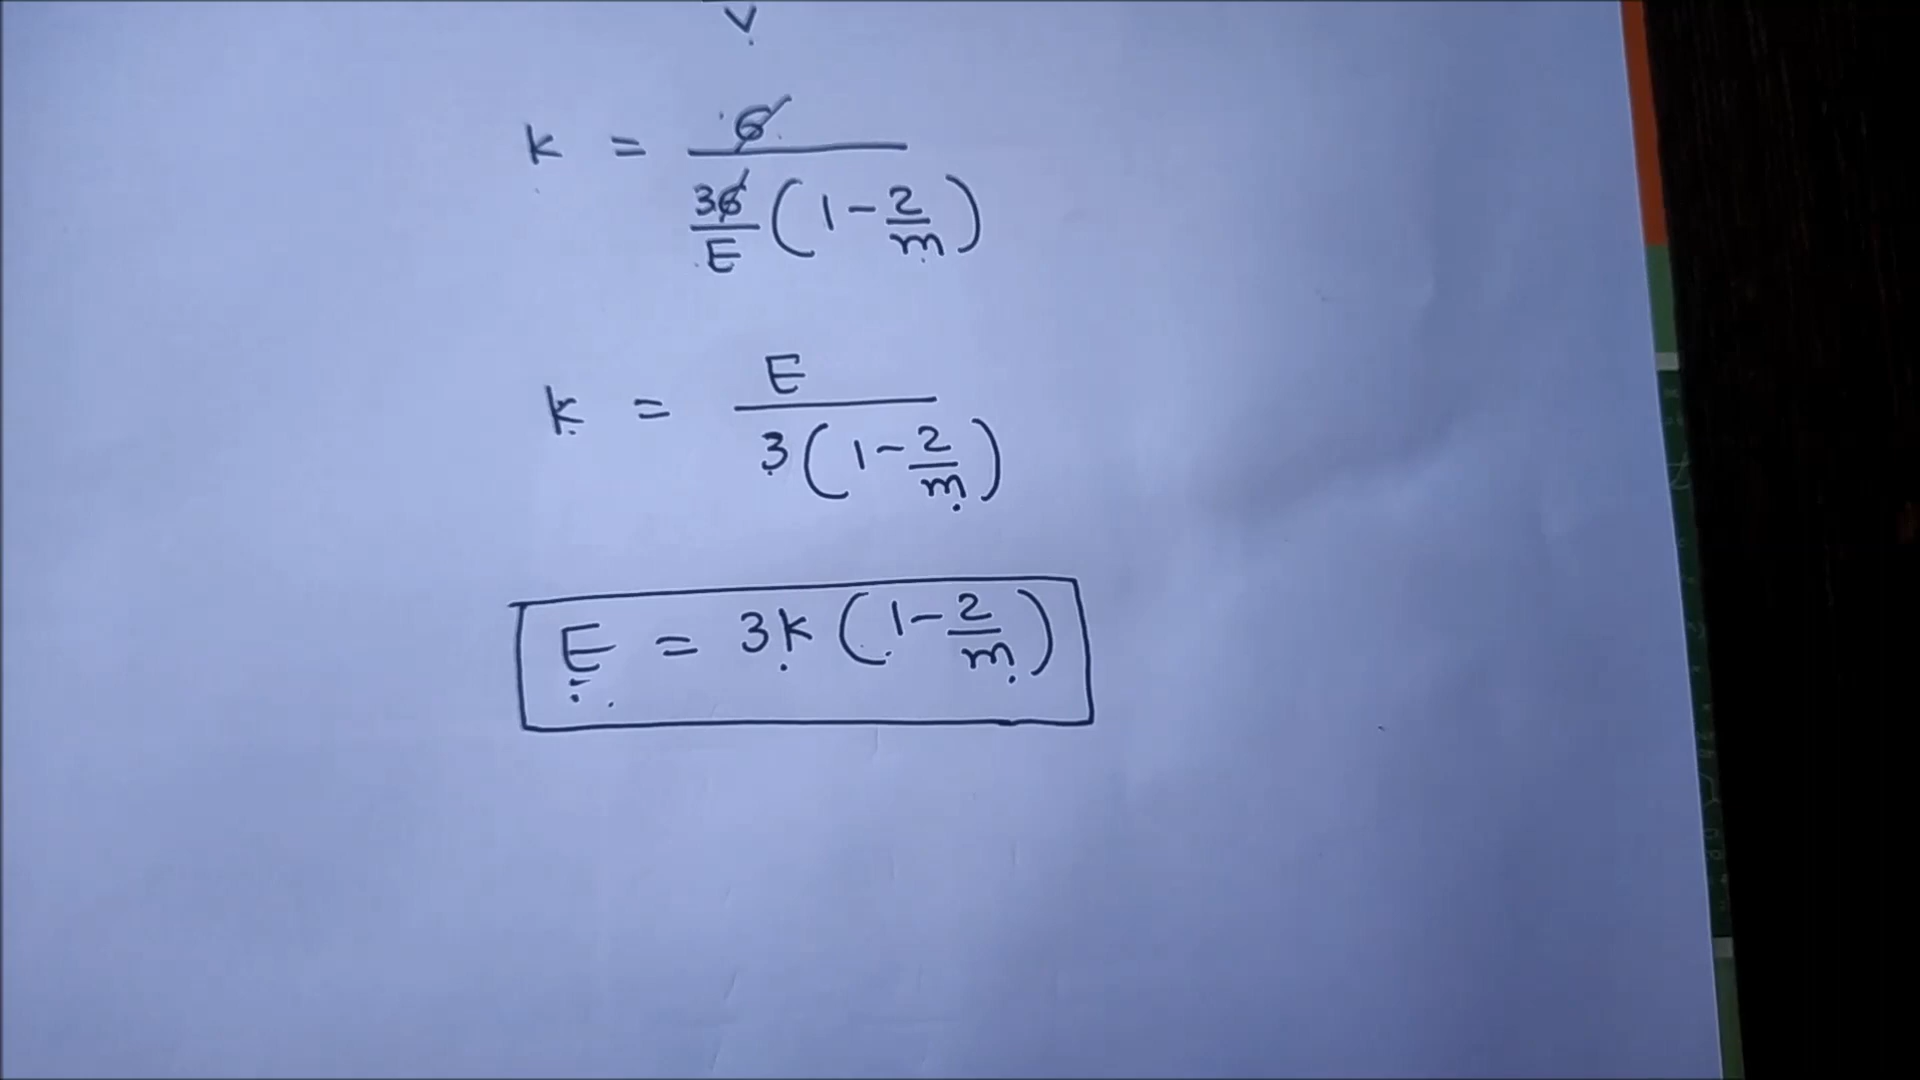 V
k = σ / (3σ/E (1 - 2/m))
k = E / (3 (1 - 2/m))
E = 3k (1 - 2/m)